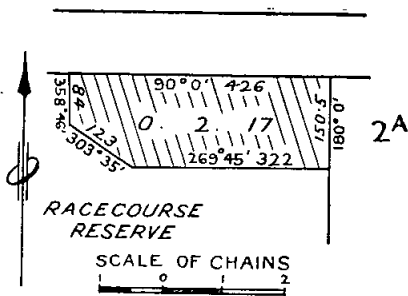 90°0' 426
358°46' 84
0. 2. 17
150.5 180°0'
2A
303°35' 123
269°45' 322
RACECOURSE
RESERVE
SCALE OF CHAINS
1 0 1 2